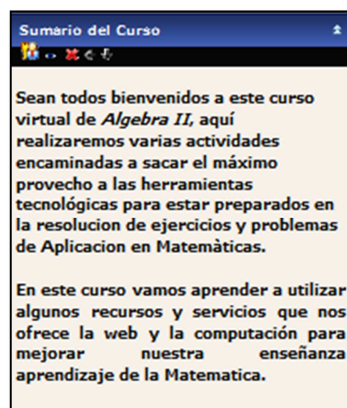 Sumario del Curso
Sean todos bienvenidos a este curso
virtual de Algebra II, aquí
realizaremos varias actividades
encaminadas a sacar el máximo
provecho a las herramientas
tecnológicas para estar preparados en
la resolucion de ejercicios y problemas
de Aplicacion en Matemàticas.
En este curso vamos aprender a utilizar
algunos recursos y servicios que nos
ofrece la web y la computación para
mejorar nuestra enseñanza
aprendizaje de la Matematica.